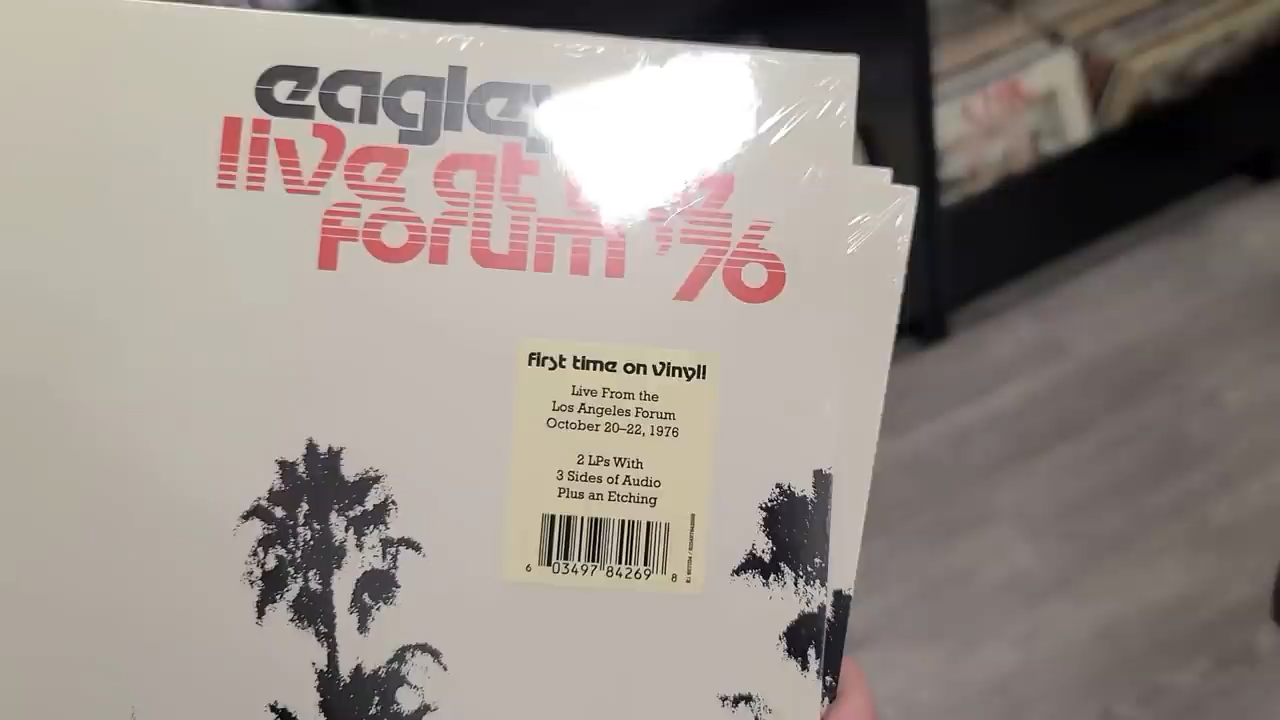 eagle
live at
forum '76
first time on vinyl!
Live From the
Los Angeles Forum
October 20–22, 1976
2 LPs With
3 Sides of Audio
Plus an Etching
6 03497 84269 8